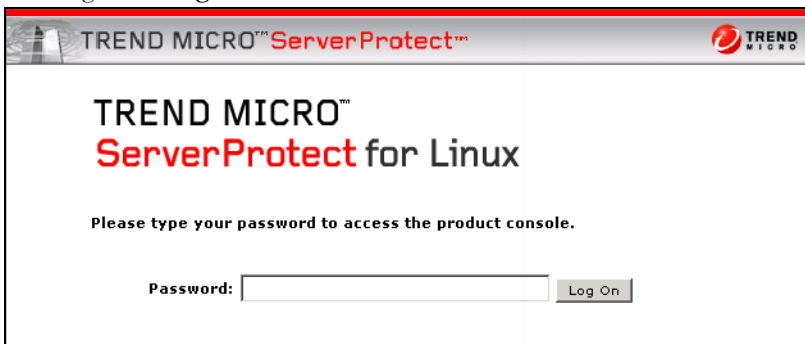 TREND MICRO™ ServerProtect™
TREND MICRO
TREND MICRO™
ServerProtect for Linux
Please type your password to access the product console.
Password:
Log On